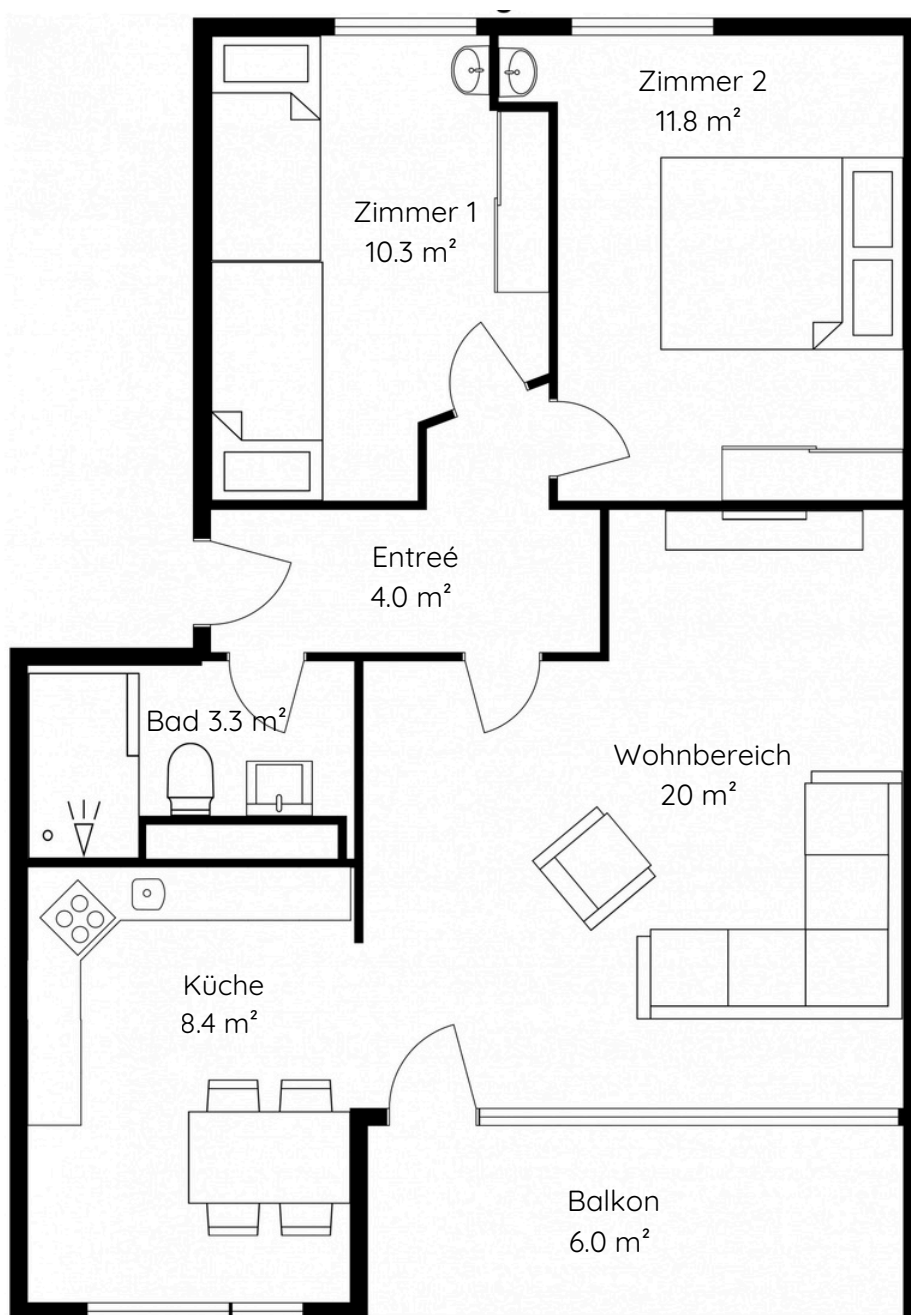 Zimmer 2
11.8 m²
Zimmer 1
10.3 m²
Entreé
4.0 m²
Bad 3.3 m²
Wohnbereich
20 m²
Küche
8.4 m²
Balkon
6.0 m²